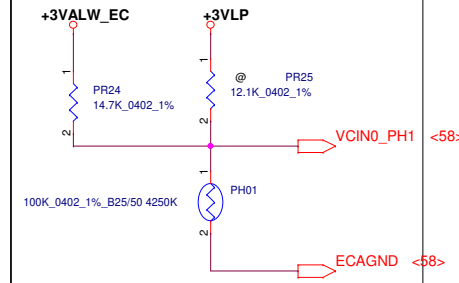 +3VALW_EC
+3VLP
1
1
PR24
14.7K_0402_1%
@
PR25
12.1K_0402_1%
2
2
VCIN0_PH1 <58>
1
100K_0402_1%_B25/50 4250K
PH01
2
ECAGND <58>